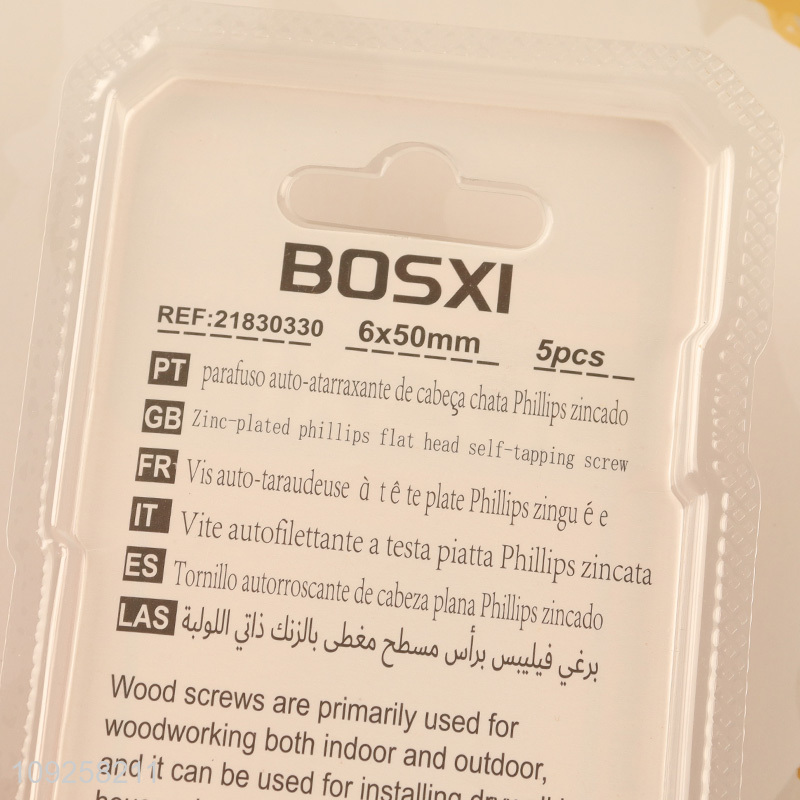 BOSXI
REF:21830330 6x50mm 5pcs
PT parafuso auto-atarraxante de cabeça chata Phillips zincado
GB Zinc-plated phillips flat head self-tapping screw
FR Vis auto-taraudeuse à tête plate Phillips zinguée
IT Vite autofilettante a testa piatta Phillips zincata
ES Tornillo autorroscante de cabeza plana Phillips zincado
LAS برغي فيليبس برأس مسطح مغطى بالزنك ذاتي اللولبة
Wood screws are primarily used for
woodworking both indoor and outdoor,
and it can be used for installing